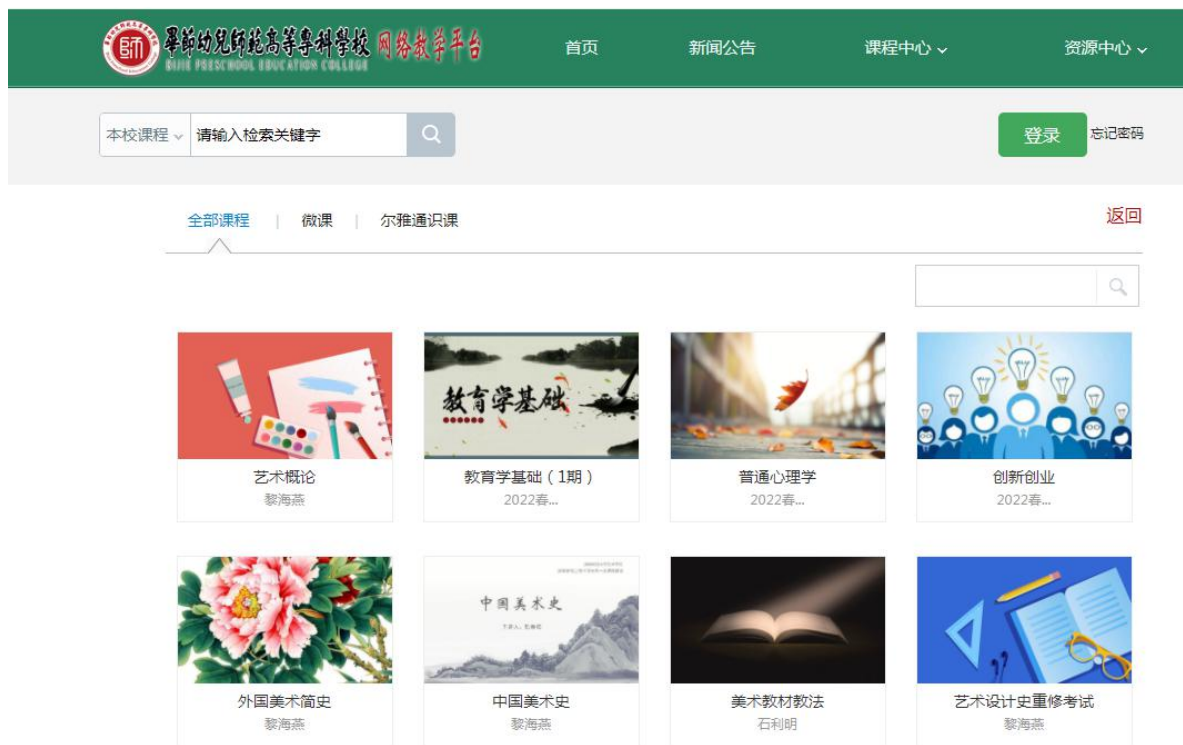 畢節幼兒師範高等專科學校 网络教学平台
BIJIE PRESCHOOL EDUCATION COLLEGE
首页 新闻公告 课程中心 资源中心
本校课程 请输入检索关键字 登录 忘记密码
全部课程 | 微课 | 尔雅通识课 返回
教育学基础
艺术概论 教育学基础（1期） 普通心理学 创新创业
黎海燕 2022春... 2022春... 2022春...
中国美术史
外国美术简史 中国美术史 美术教材教法 艺术设计史重修考试
黎海燕 黎海燕 石利明 黎海燕